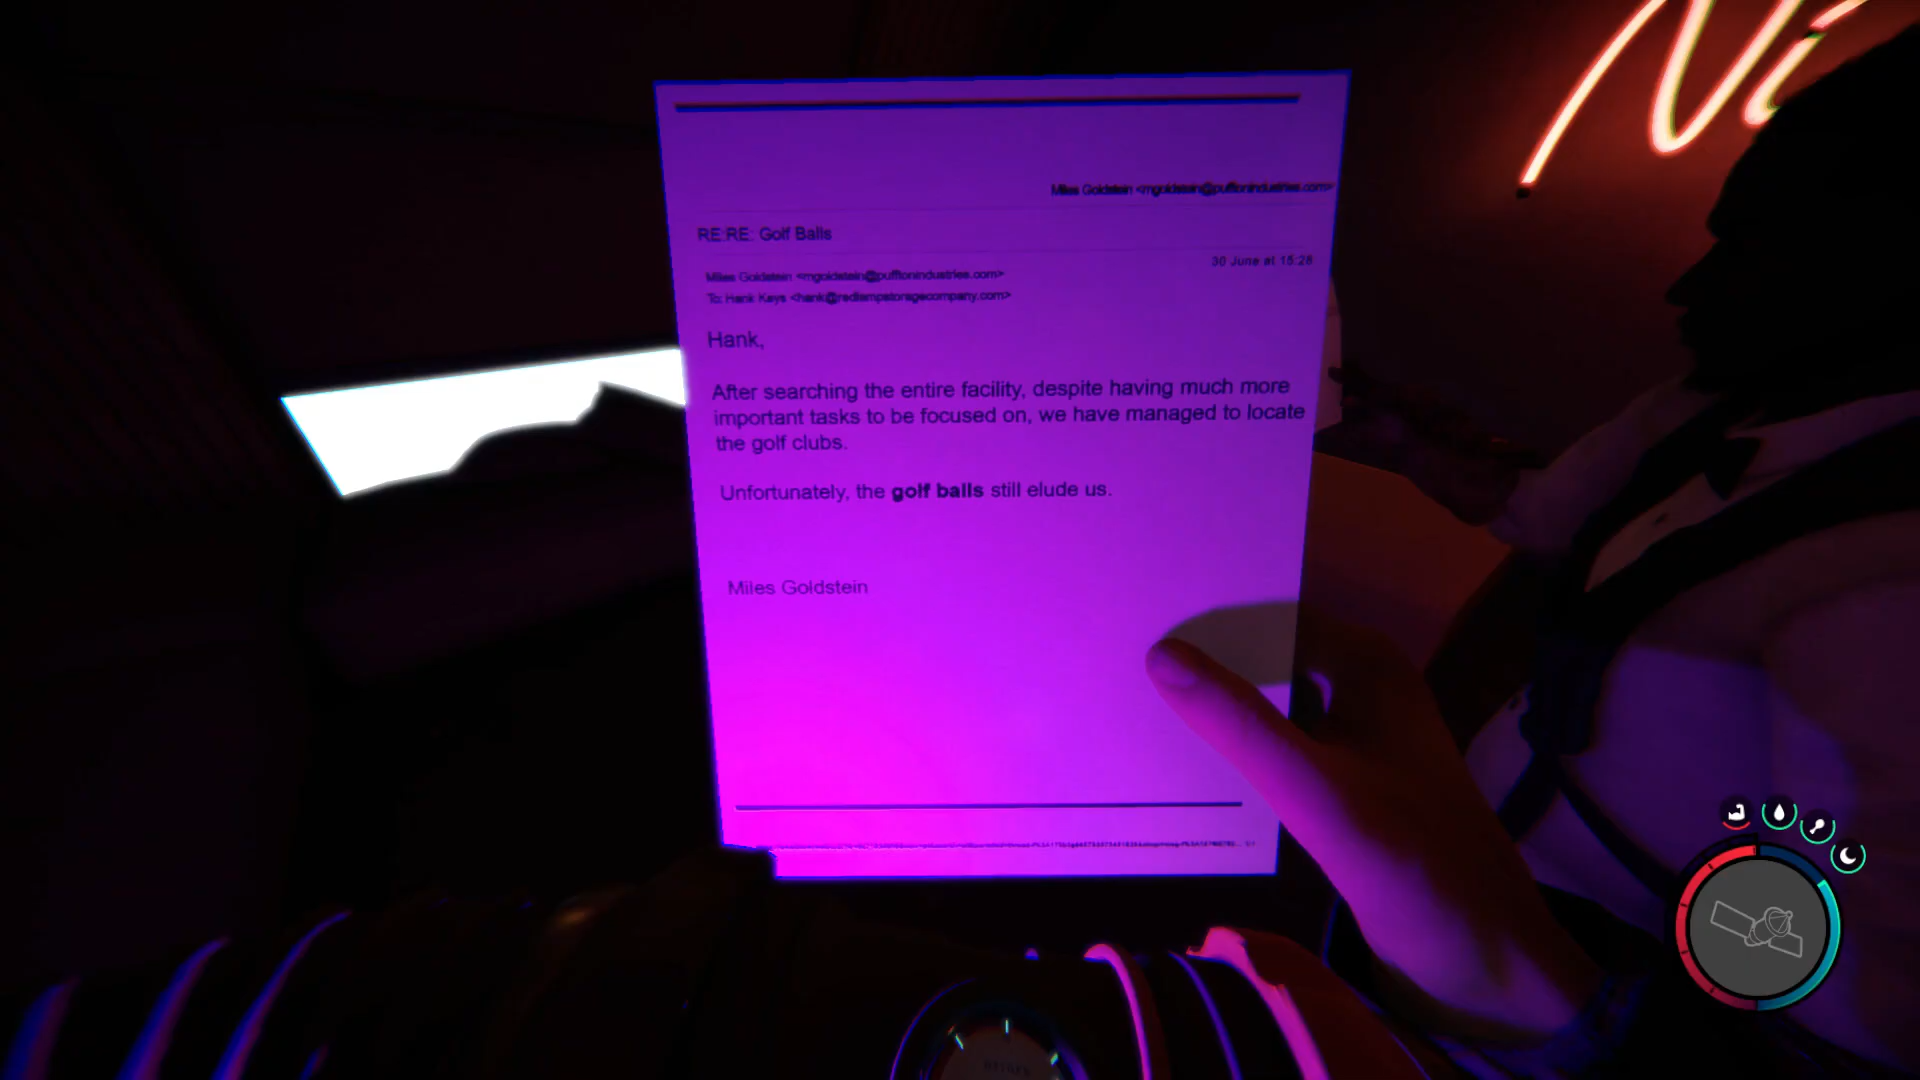 Ni
Miles Goldstein <mgoldstein@pufftonindustries.com>
RE:RE: Golf Balls
30 June at 15:28
Miles Goldstein <mgoldstein@pufftonindustries.com>
To: Hank Keys <hank@redlampstoragecompany.com>
Hank,
After searching the entire facility, despite having much more
important tasks to be focused on, we have managed to locate
the golf clubs.
Unfortunately, the golf balls still elude us.
Miles Goldstein